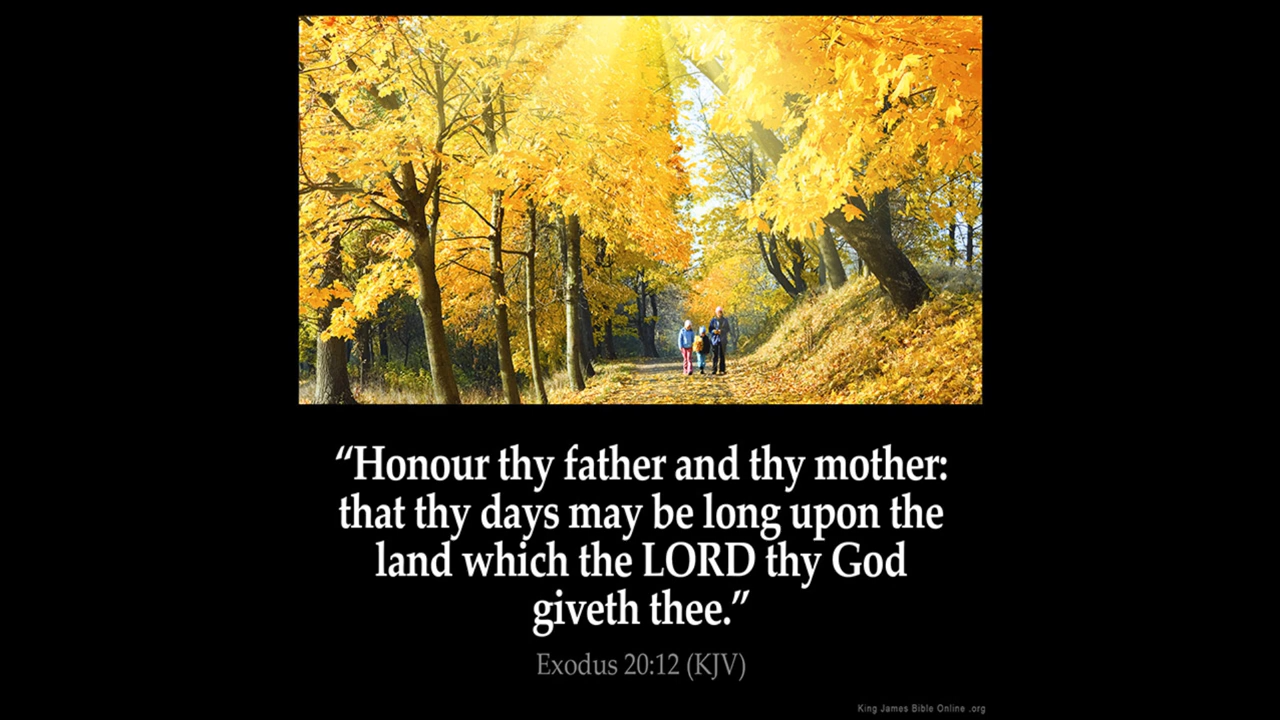 “Honour thy father and thy mother:
that thy days may be long upon the
land which the LORD thy God
giveth thee.”
Exodus 20:12 (KJV)
King James Bible Online .org